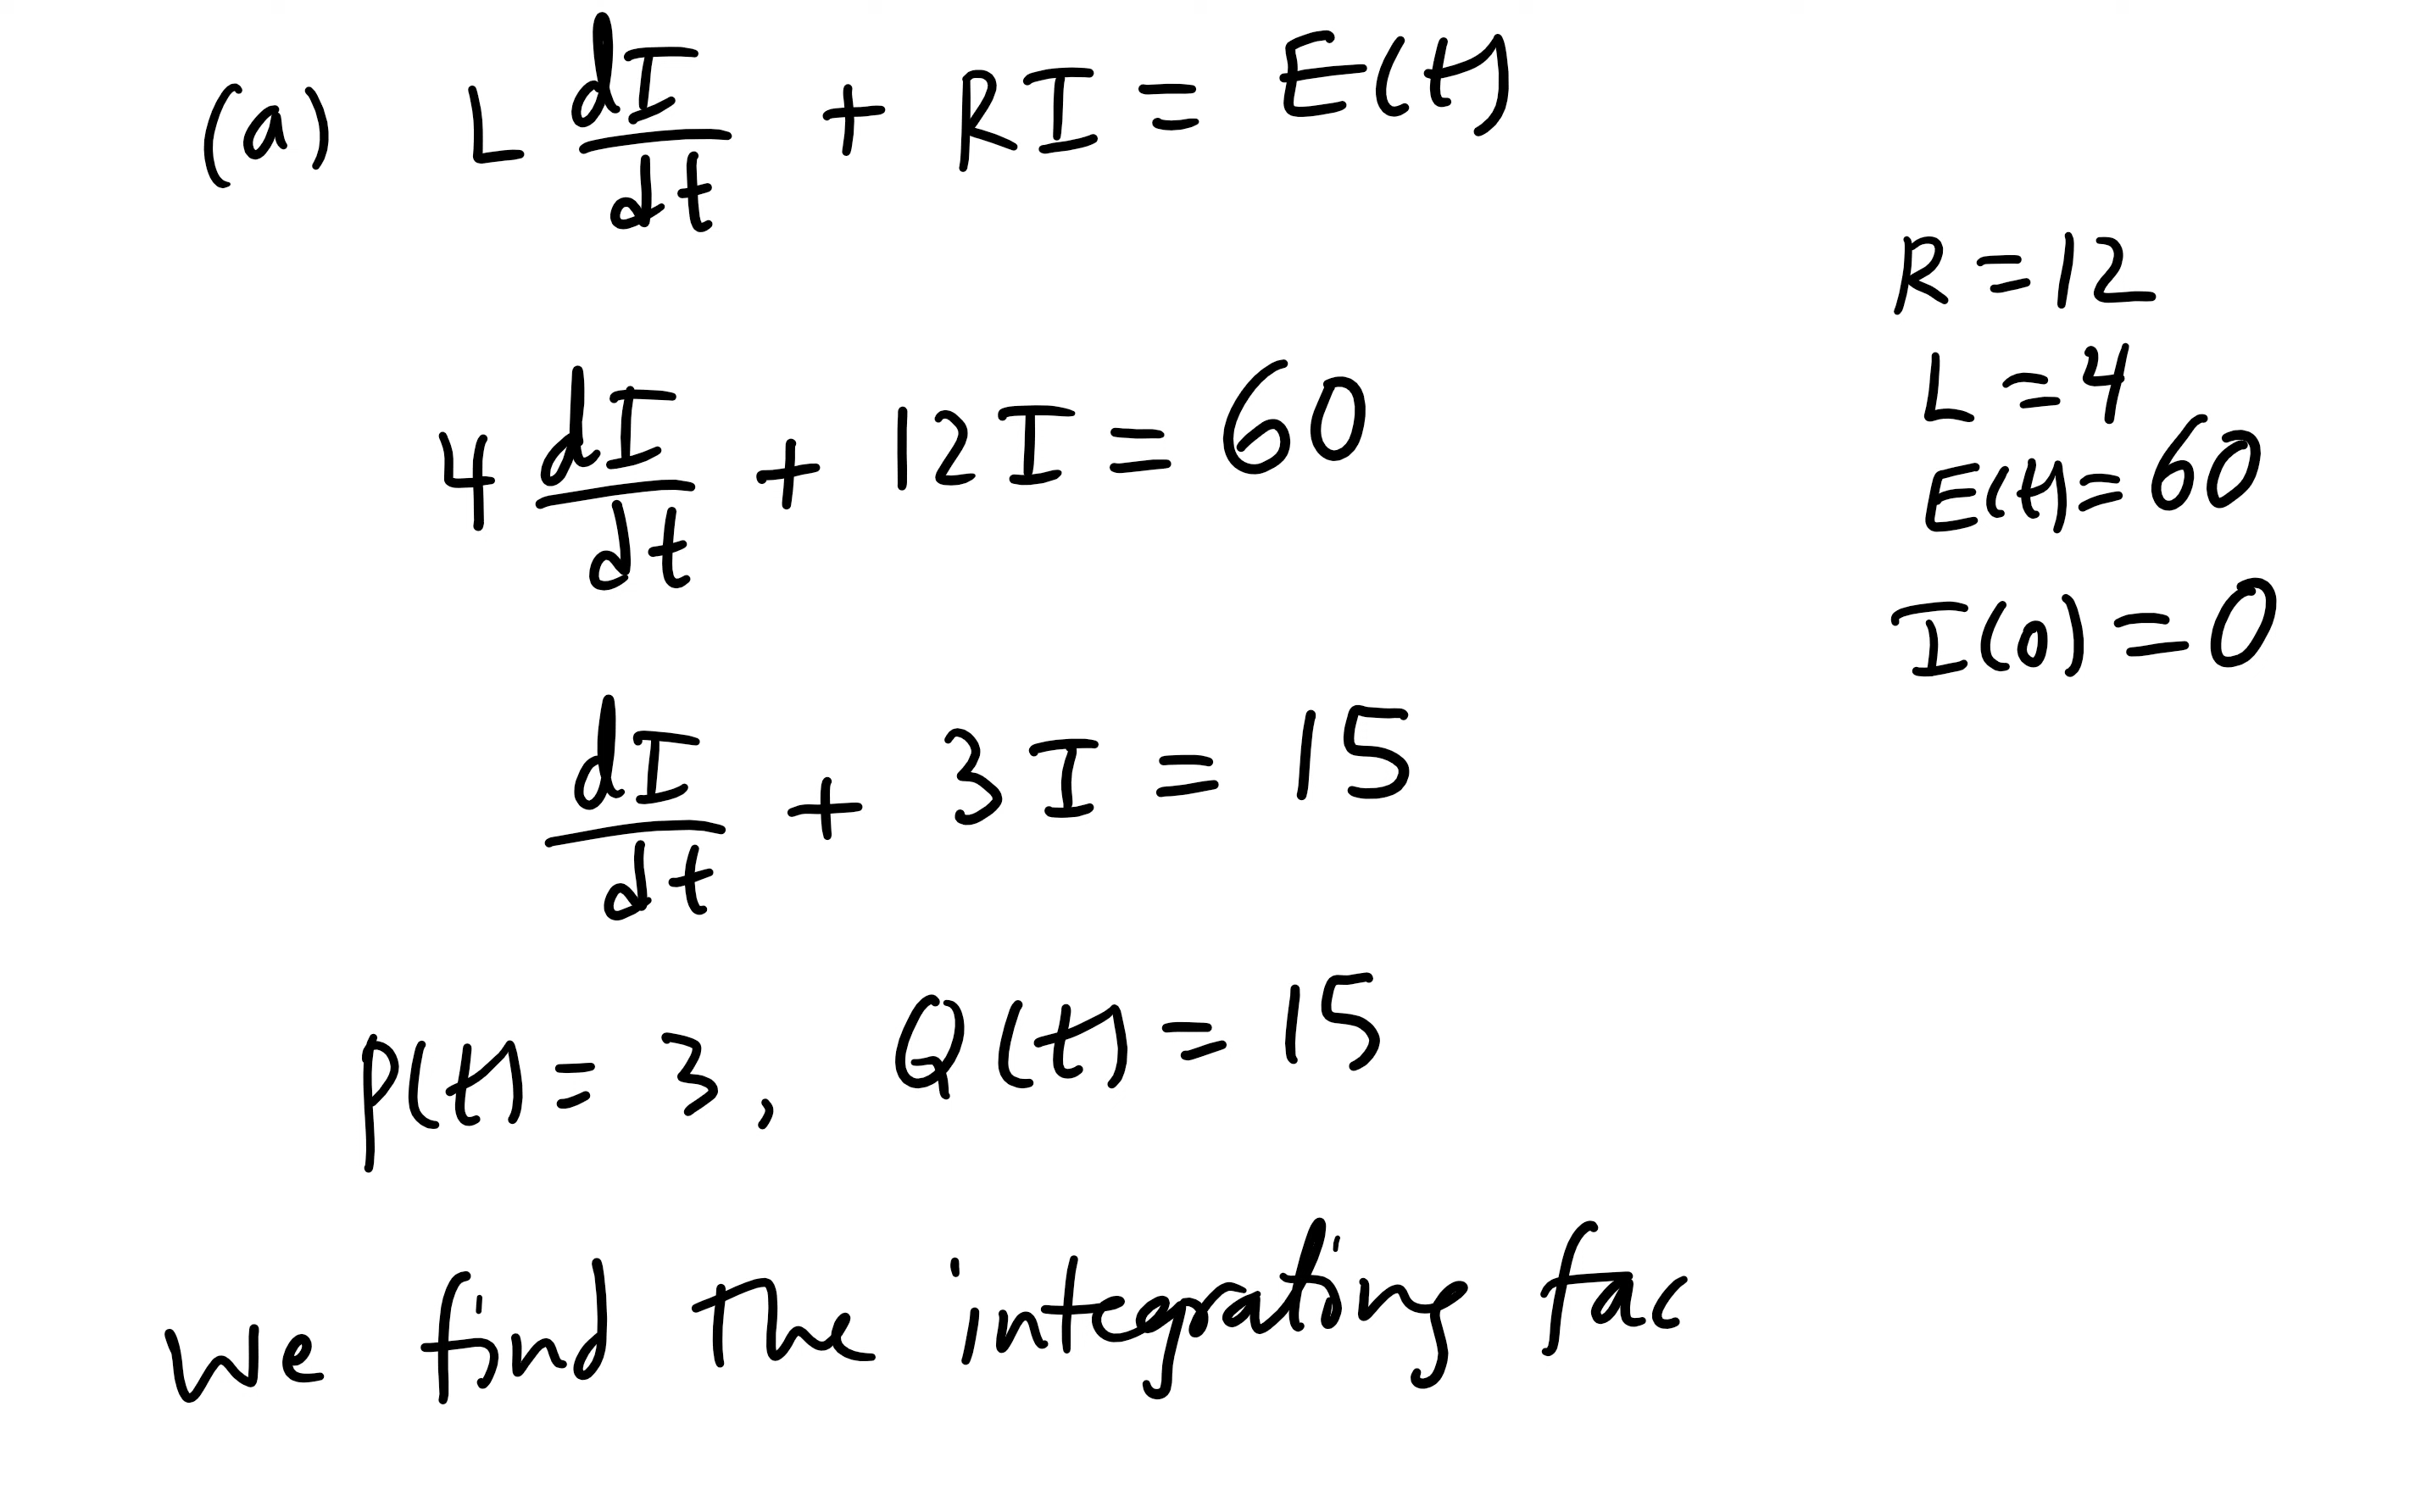 (a) L dI/dt + RI = E(t)
R = 12
L = 4
4 dI/dt + 12I = 60
E(t) = 60
I(0) = 0
dI/dt + 3I = 15
P(t) = 3, Q(t) = 15
We find the integrating fac